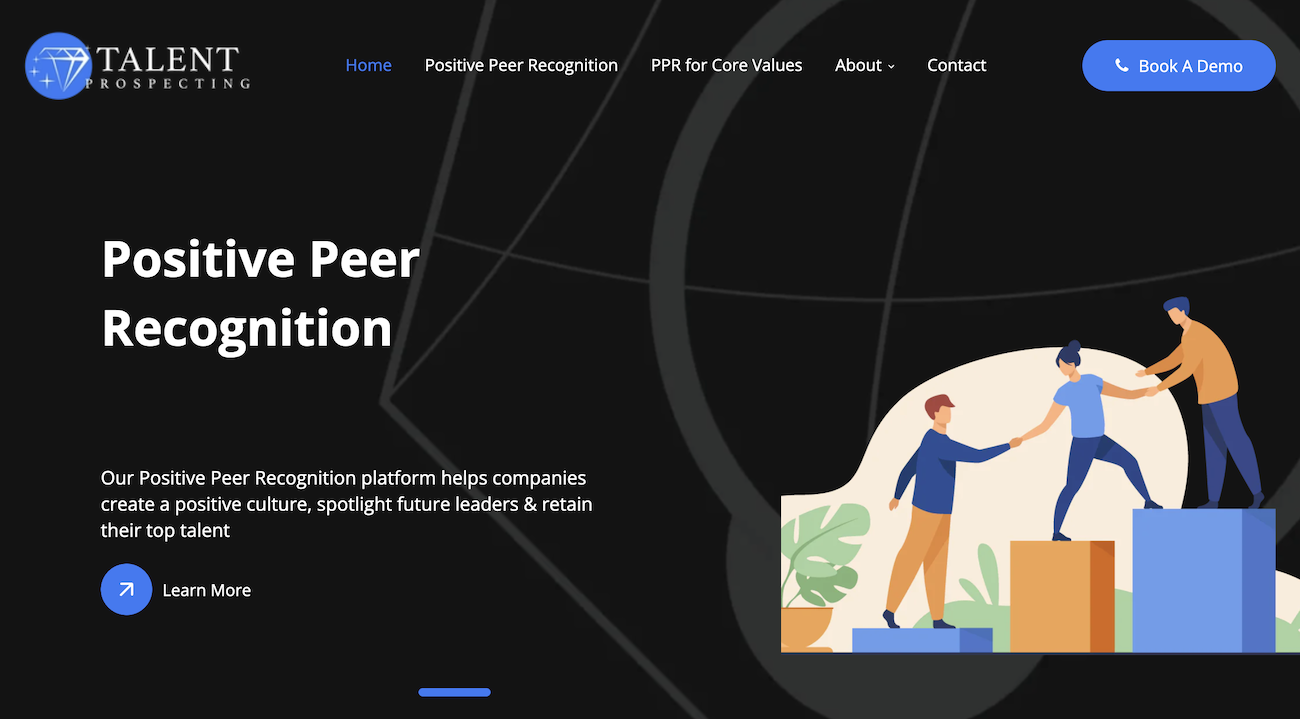 TALENT
PROSPECTING
Home
Positive Peer Recognition
PPR for Core Values
About
Contact
Book A Demo
Positive Peer
Recognition
Our Positive Peer Recognition platform helps companies
create a positive culture, spotlight future leaders & retain
their top talent
Learn More